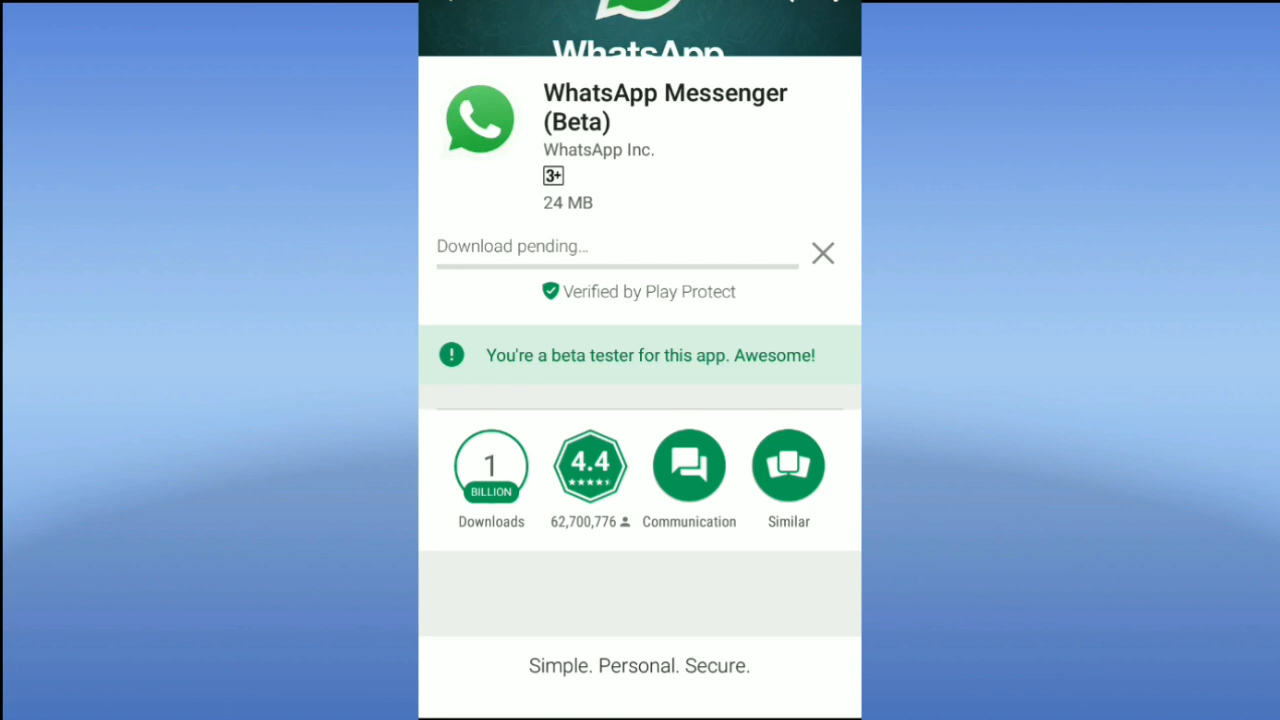 WhatsApp
WhatsApp Messenger
(Beta)
WhatsApp Inc.
3+
24 MB
Download pending...
Verified by Play Protect
You're a beta tester for this app. Awesome!
1
BILLION
Downloads
4.4
62,700,776
Communication
Similar
Simple. Personal. Secure.